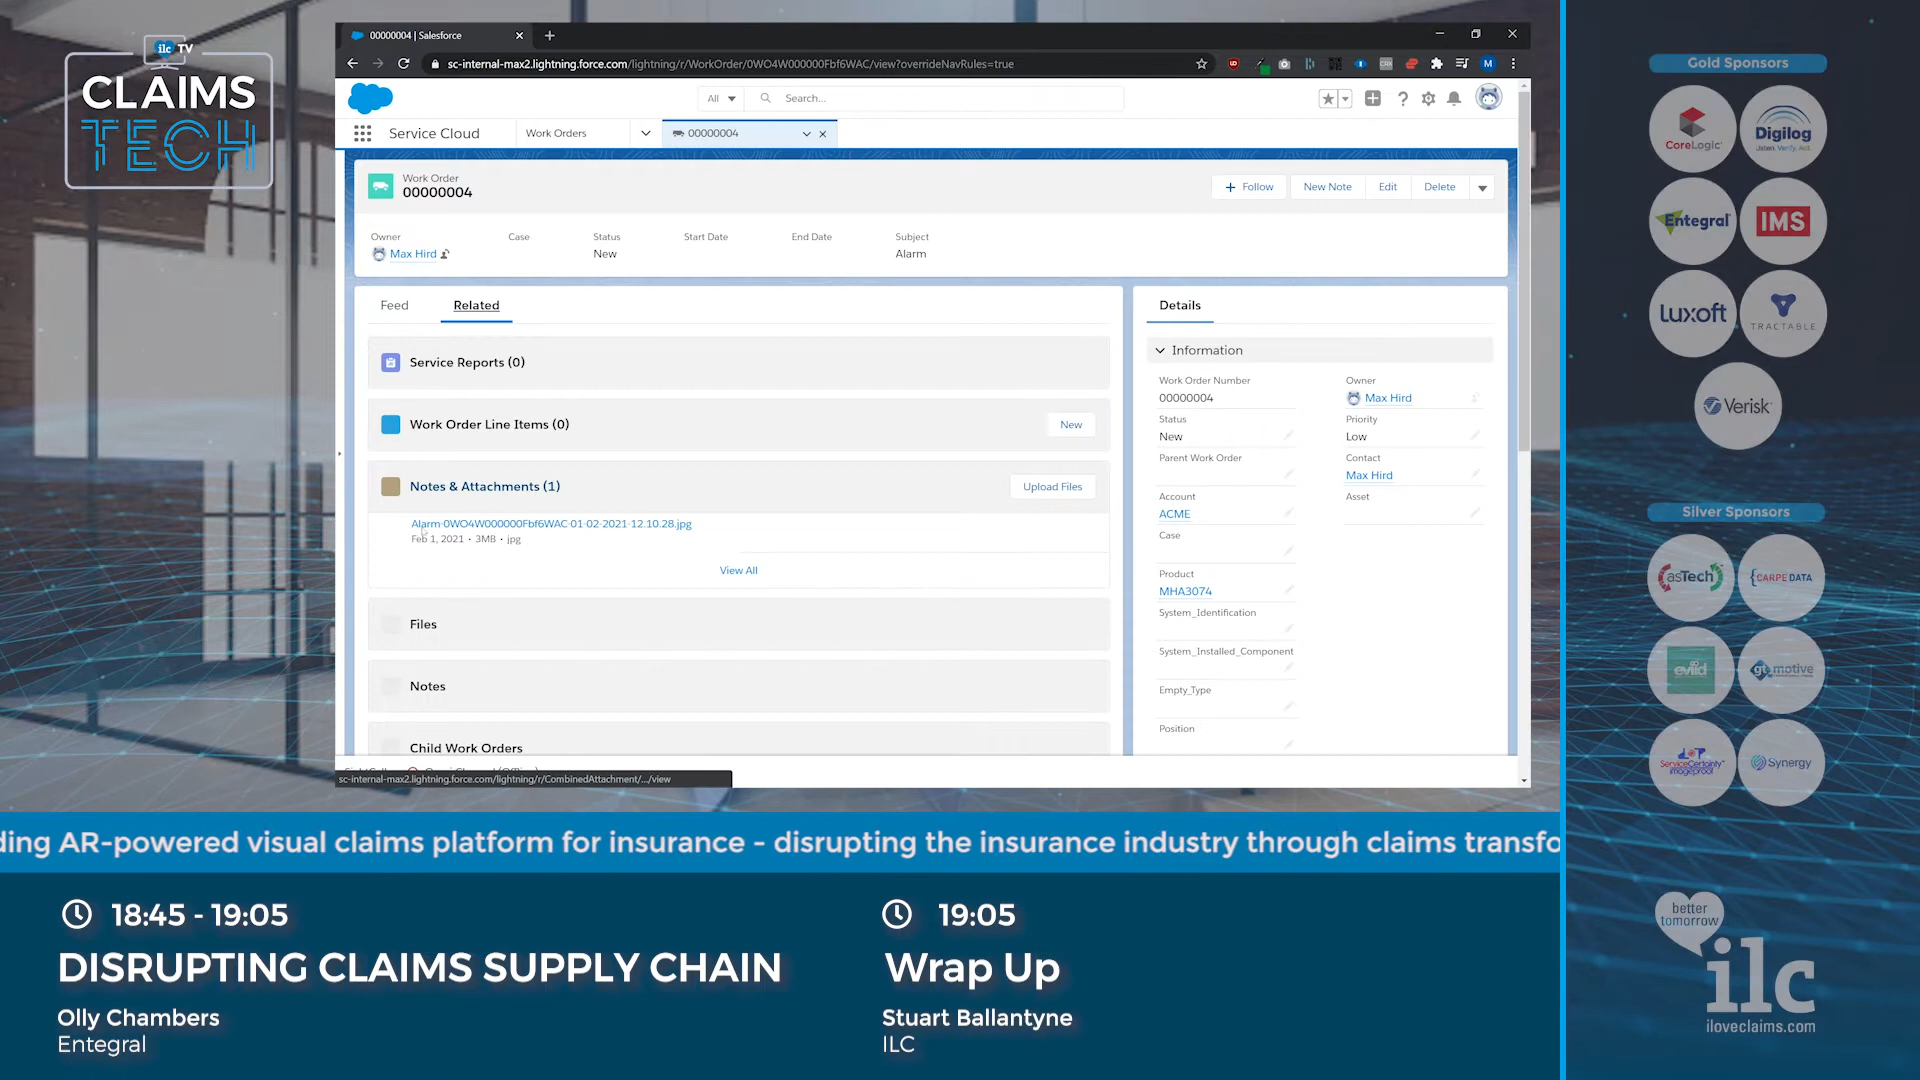 ilc TV
CLAIMS
TECH
00000004 | Salesforce
sc-internal-max2.lightning.force.com/lightning/r/WorkOrder/0WO4W000000Fbf6WAC/view?overrideNavRules=true
All
Search...
Service Cloud
Work Orders
00000004
Work Order
00000004
Follow
New Note
Edit
Delete
Owner
Case
Status
Start Date
End Date
Subject
Max Hird
New
Alarm
Feed
Related
Service Reports (0)
Work Order Line Items (0)
New
Notes & Attachments (1)
Upload Files
Alarm-0WO4W000000Fbf6WAC-01-02-2021-12.10.28.jpg
Feb 1, 2021 • 3MB • jpg
View All
Files
Notes
Child Work Orders
sc-internal-max2.lightning.force.com/lightning/r/CombinedAttachment/.../view
Details
Information
Work Order Number
00000004
Owner
Max Hird
Status
New
Priority
Low
Parent Work Order
Contact
Max Hird
Account
ACME
Asset
Case
Product
MHA3074
System_Identification
System_Installed_Component
Empty_Type
Position
ding AR-powered visual claims platform for insurance - disrupting the insurance industry through claims transfo
18:45 - 19:05
DISRUPTING CLAIMS SUPPLY CHAIN
Olly Chambers
Entegral
19:05
Wrap Up
Stuart Ballantyne
ILC
Gold Sponsors
CoreLogic
Digilog
Listen. Verify. Act.
Entegral
IMS
Luxoft
TRACTABLE
Verisk
Silver Sponsors
asTech
{CARPE DATA}
eviid
gt motive
ServiceCertainty
imageproof
Synergy
better
tomorrow
ilc
iloveclaims.com